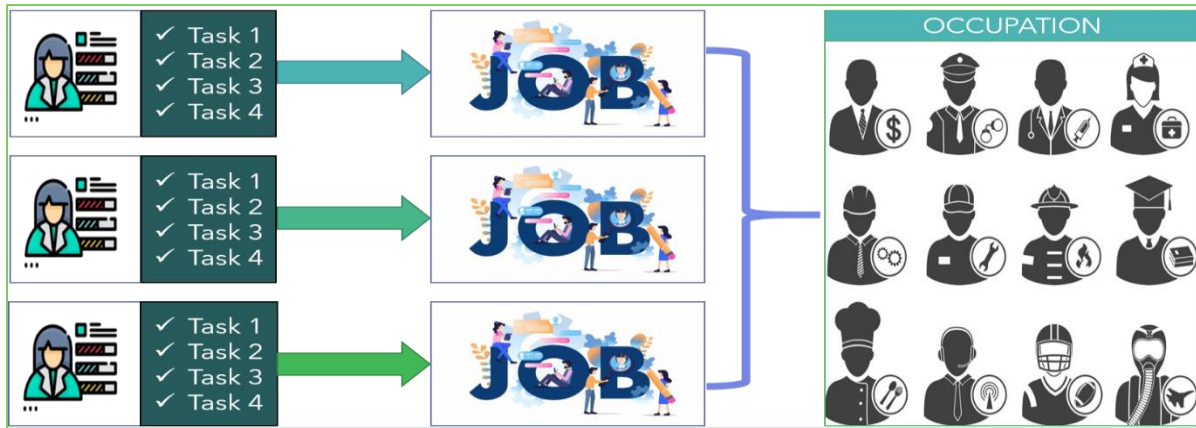 ✓ Task 1
✓ Task 2
✓ Task 3
✓ Task 4
JOB
✓ Task 1
✓ Task 2
✓ Task 3
✓ Task 4
JOB
✓ Task 1
✓ Task 2
✓ Task 3
✓ Task 4
JOB
OCCUPATION
$